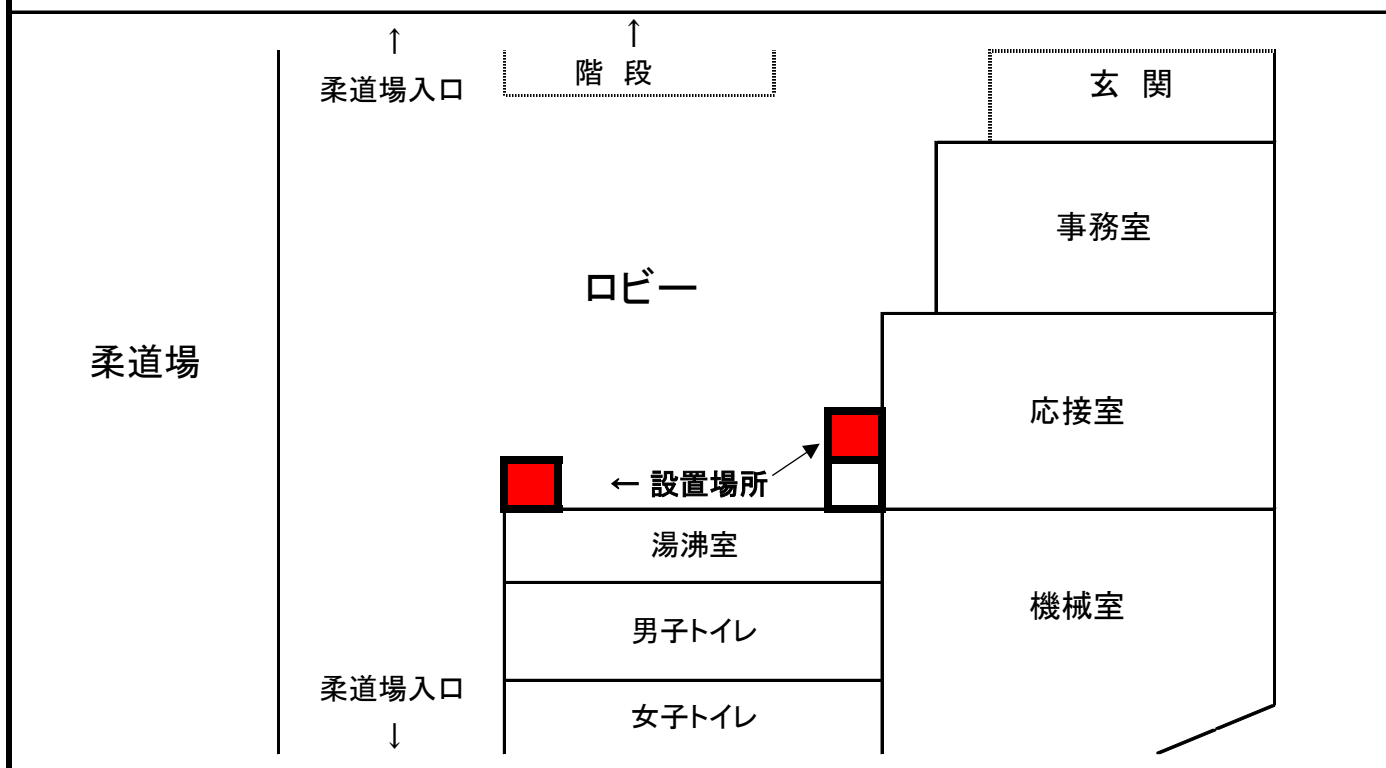 ↑
↑
階 段
柔道場入口
玄 関
事務室
ロビー
柔道場
応接室
← 設置場所
湯沸室
機械室
男子トイレ
柔道場入口
↓
女子トイレ